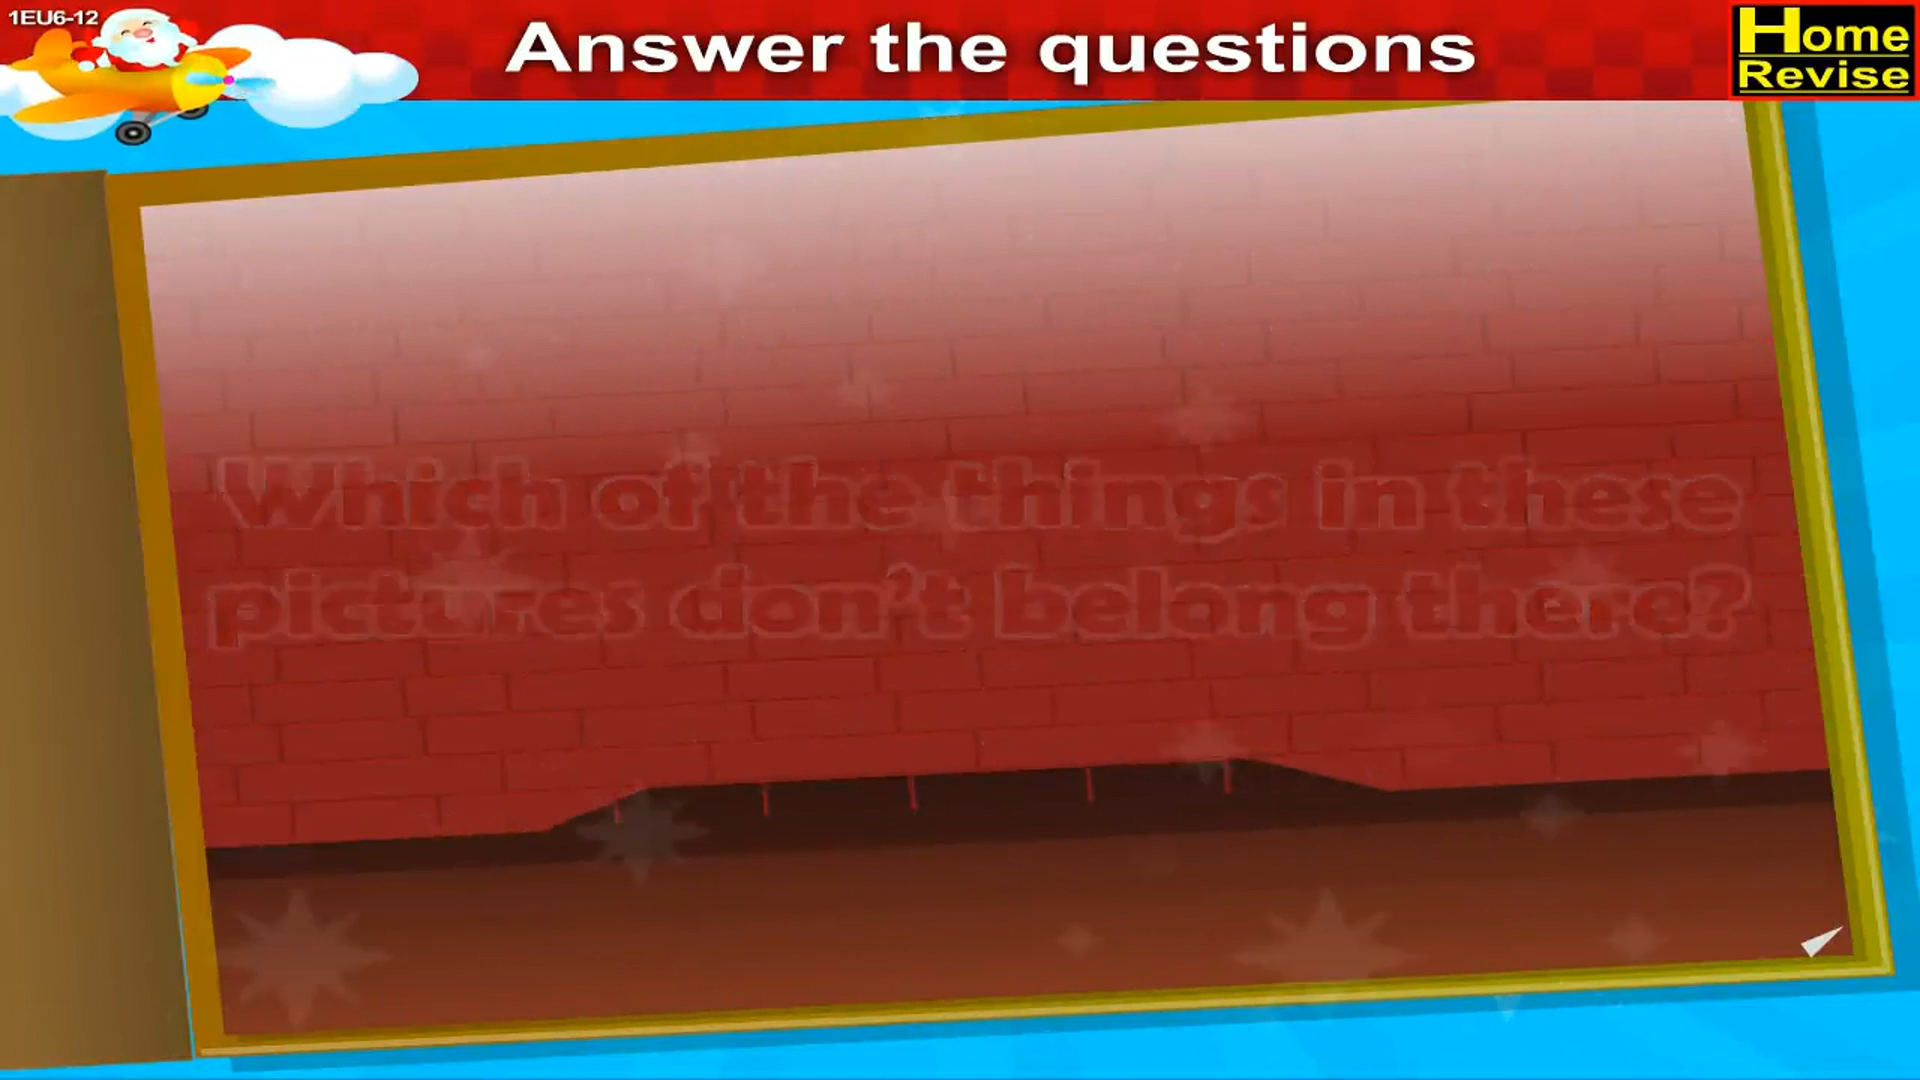 1EU6-12
Answer the questions
Home
Revise
Which of the things in these
pictures don't belong there?